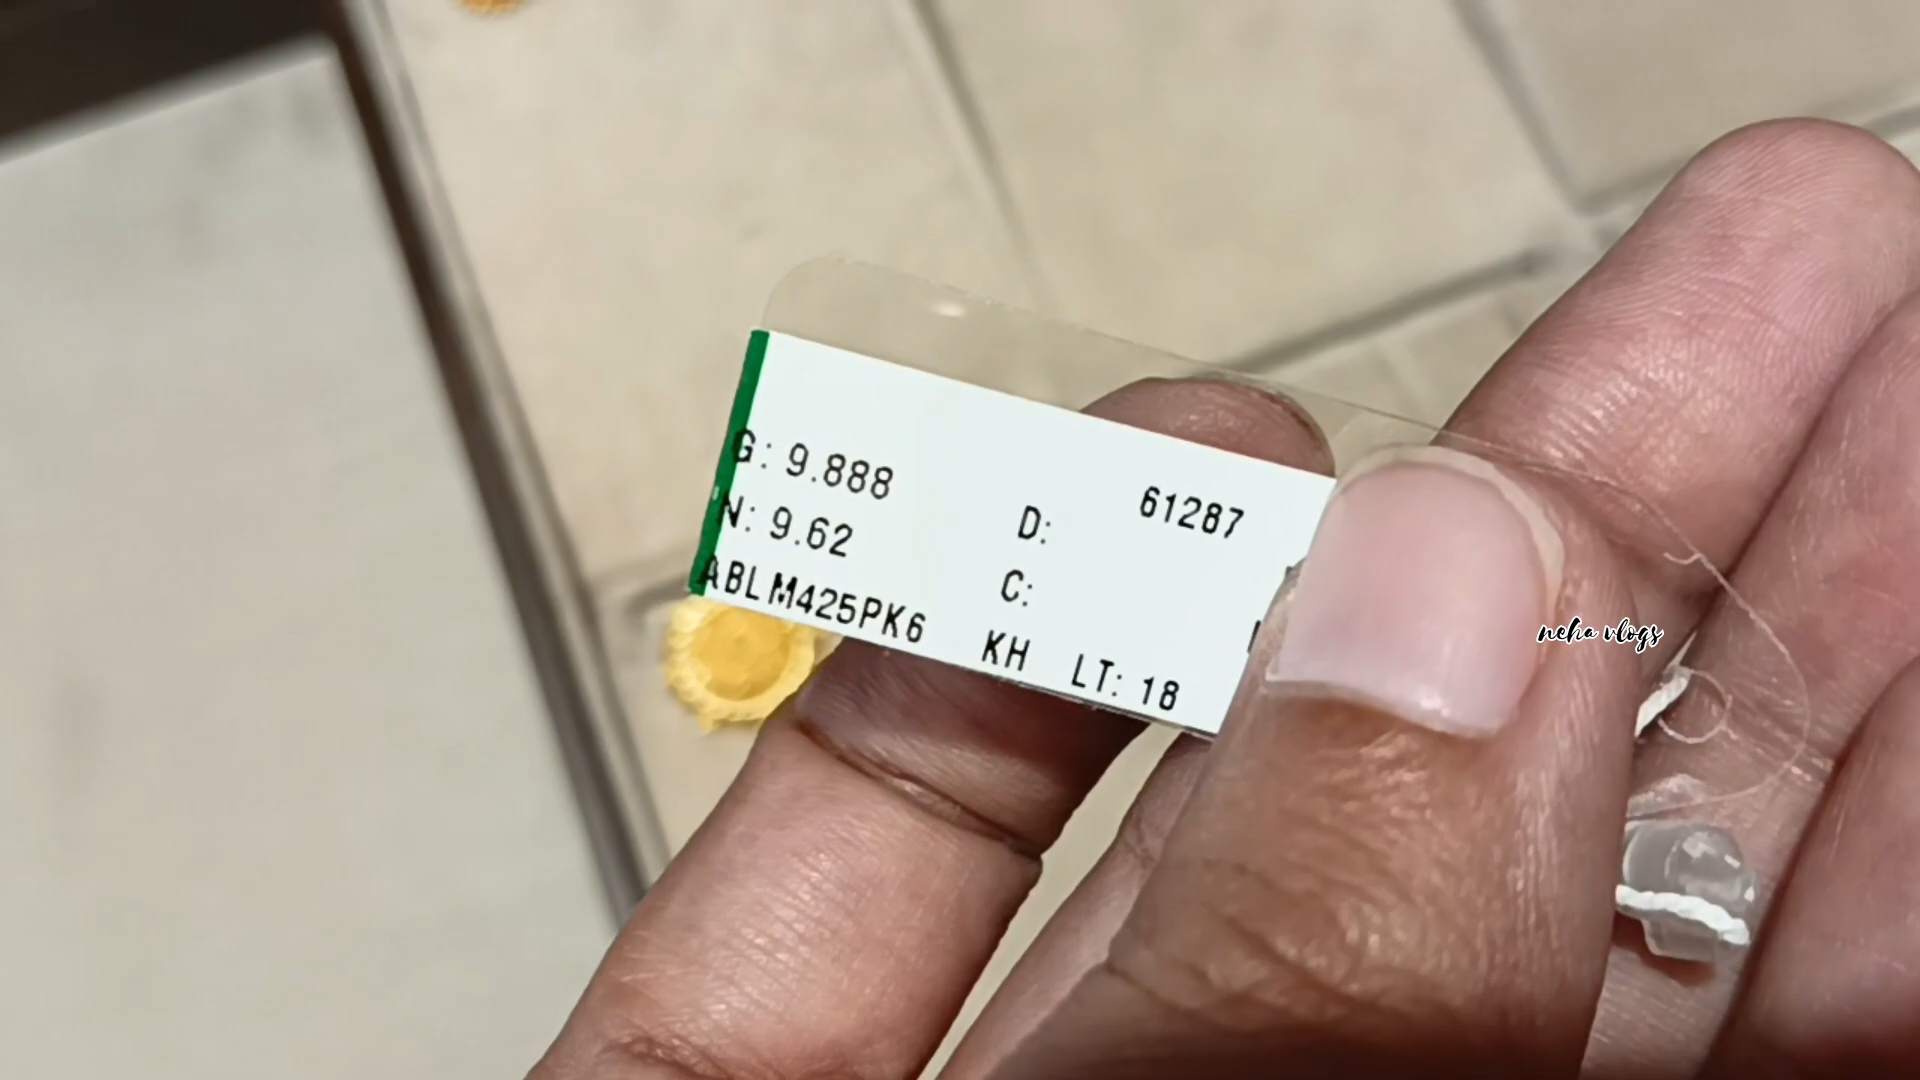 G: 9.888
N: 9.62 D: 61287
ABLM425PK6 C:
KH LT: 18
neha vlogs